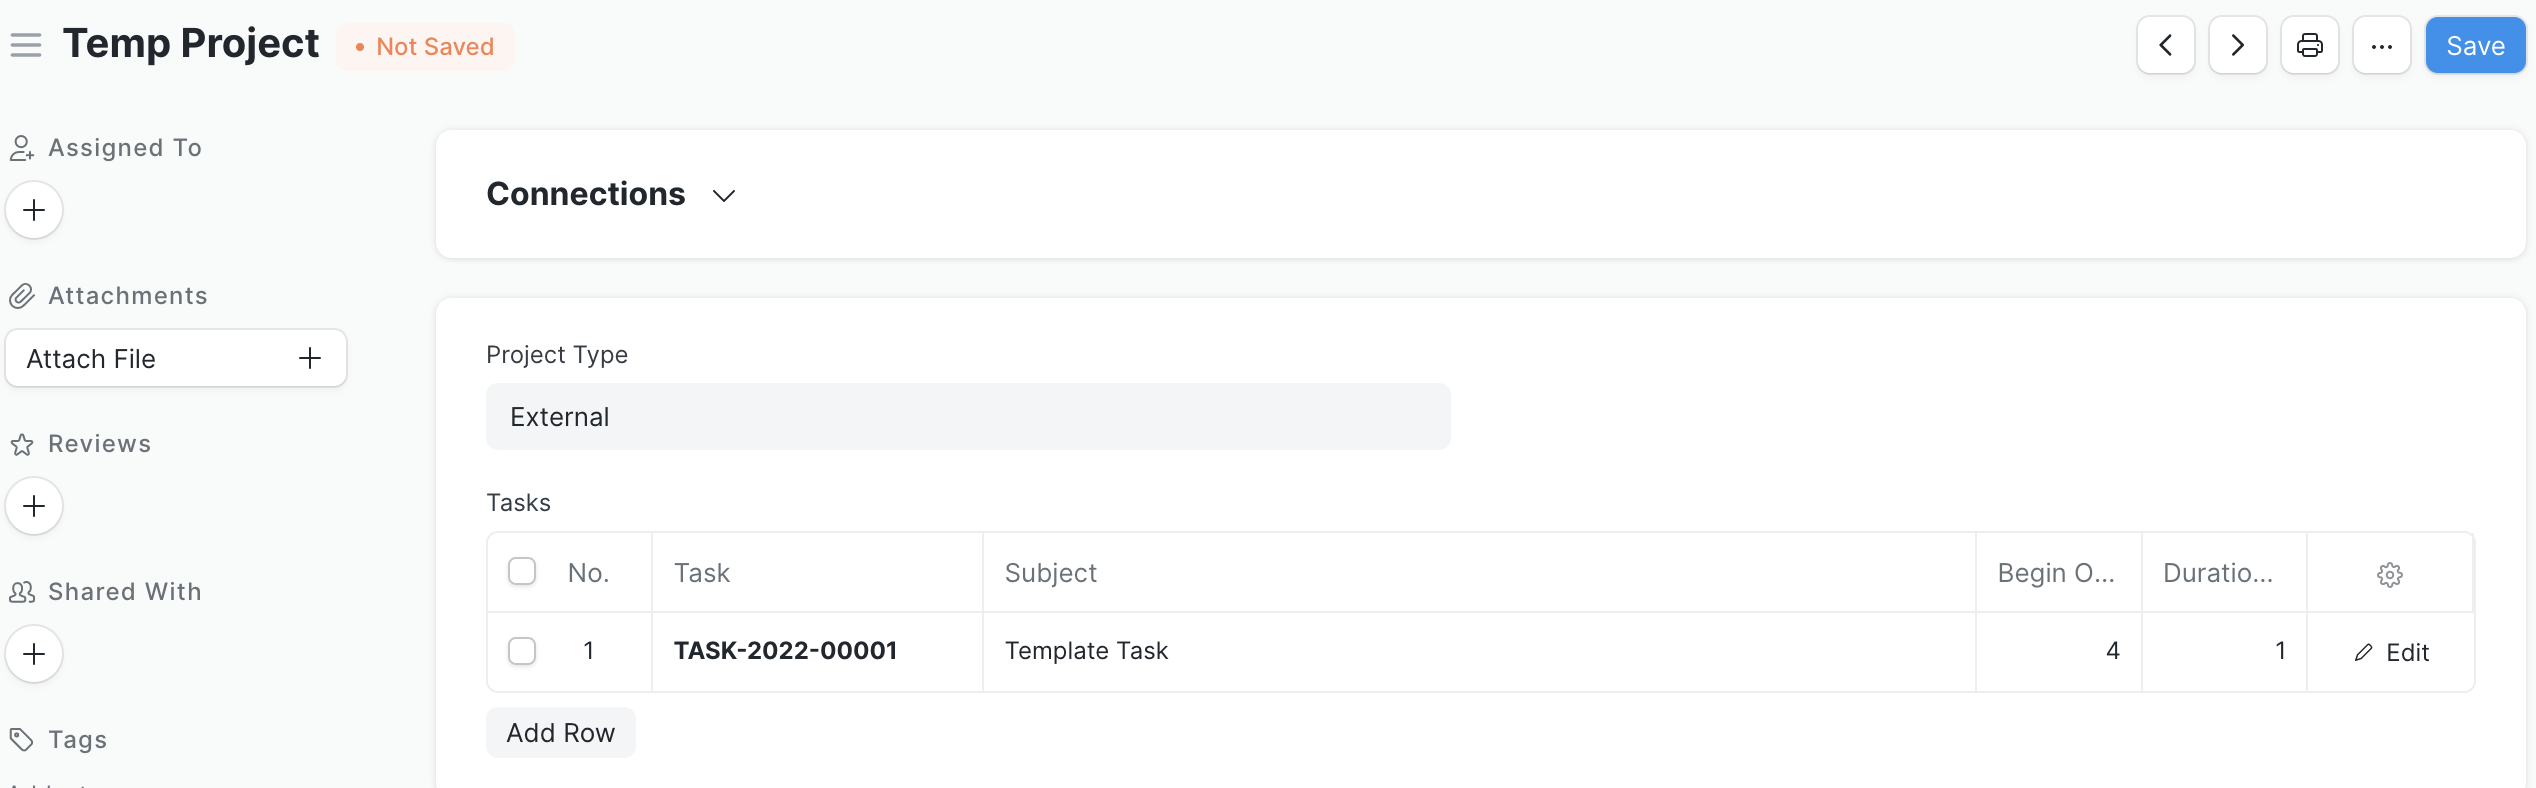 Temp Project
• Not Saved
Save
Assigned To
Attachments
Attach File
Reviews
Shared With
Tags
Connections
Project Type
External
Tasks
No. Task Subject Begin O... Duratio...
1 TASK-2022-00001 Template Task 4 1 Edit
Add Row